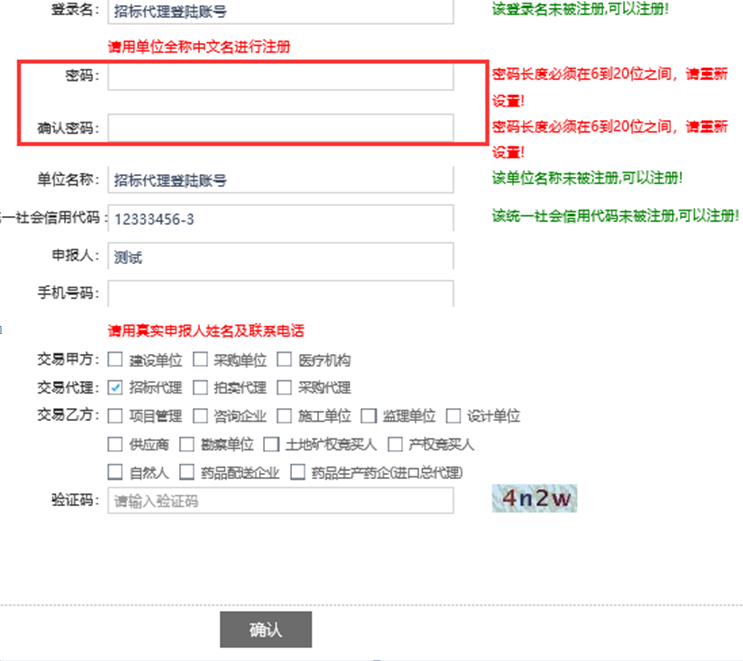 登录名： 招标代理登陆账号 该登录名未被注册,可以注册!
请用单位全称中文名进行注册
密码： 密码长度必须在6到20位之间，请重新
设置!
确认密码： 密码长度必须在6到20位之间，请重新
设置!
单位名称： 招标代理登陆账号 该单位名称未被注册,可以注册!
一社会信用代码： 12333456-3 该统一社会信用代码未被注册,可以注册!
申报人： 测试
手机号码：
请用真实申报人姓名及联系电话
交易甲方： 建设单位 采购单位 医疗机构
交易代理： 招标代理 拍卖代理 采购代理
交易乙方： 项目管理 咨询企业 施工单位 监理单位 设计单位
供应商 勘察单位 土地矿权竞买人 产权竞买人
自然人 药品配送企业 药品生产药企(进口总代理)
验证码： 请输入验证码 4n2w
确认